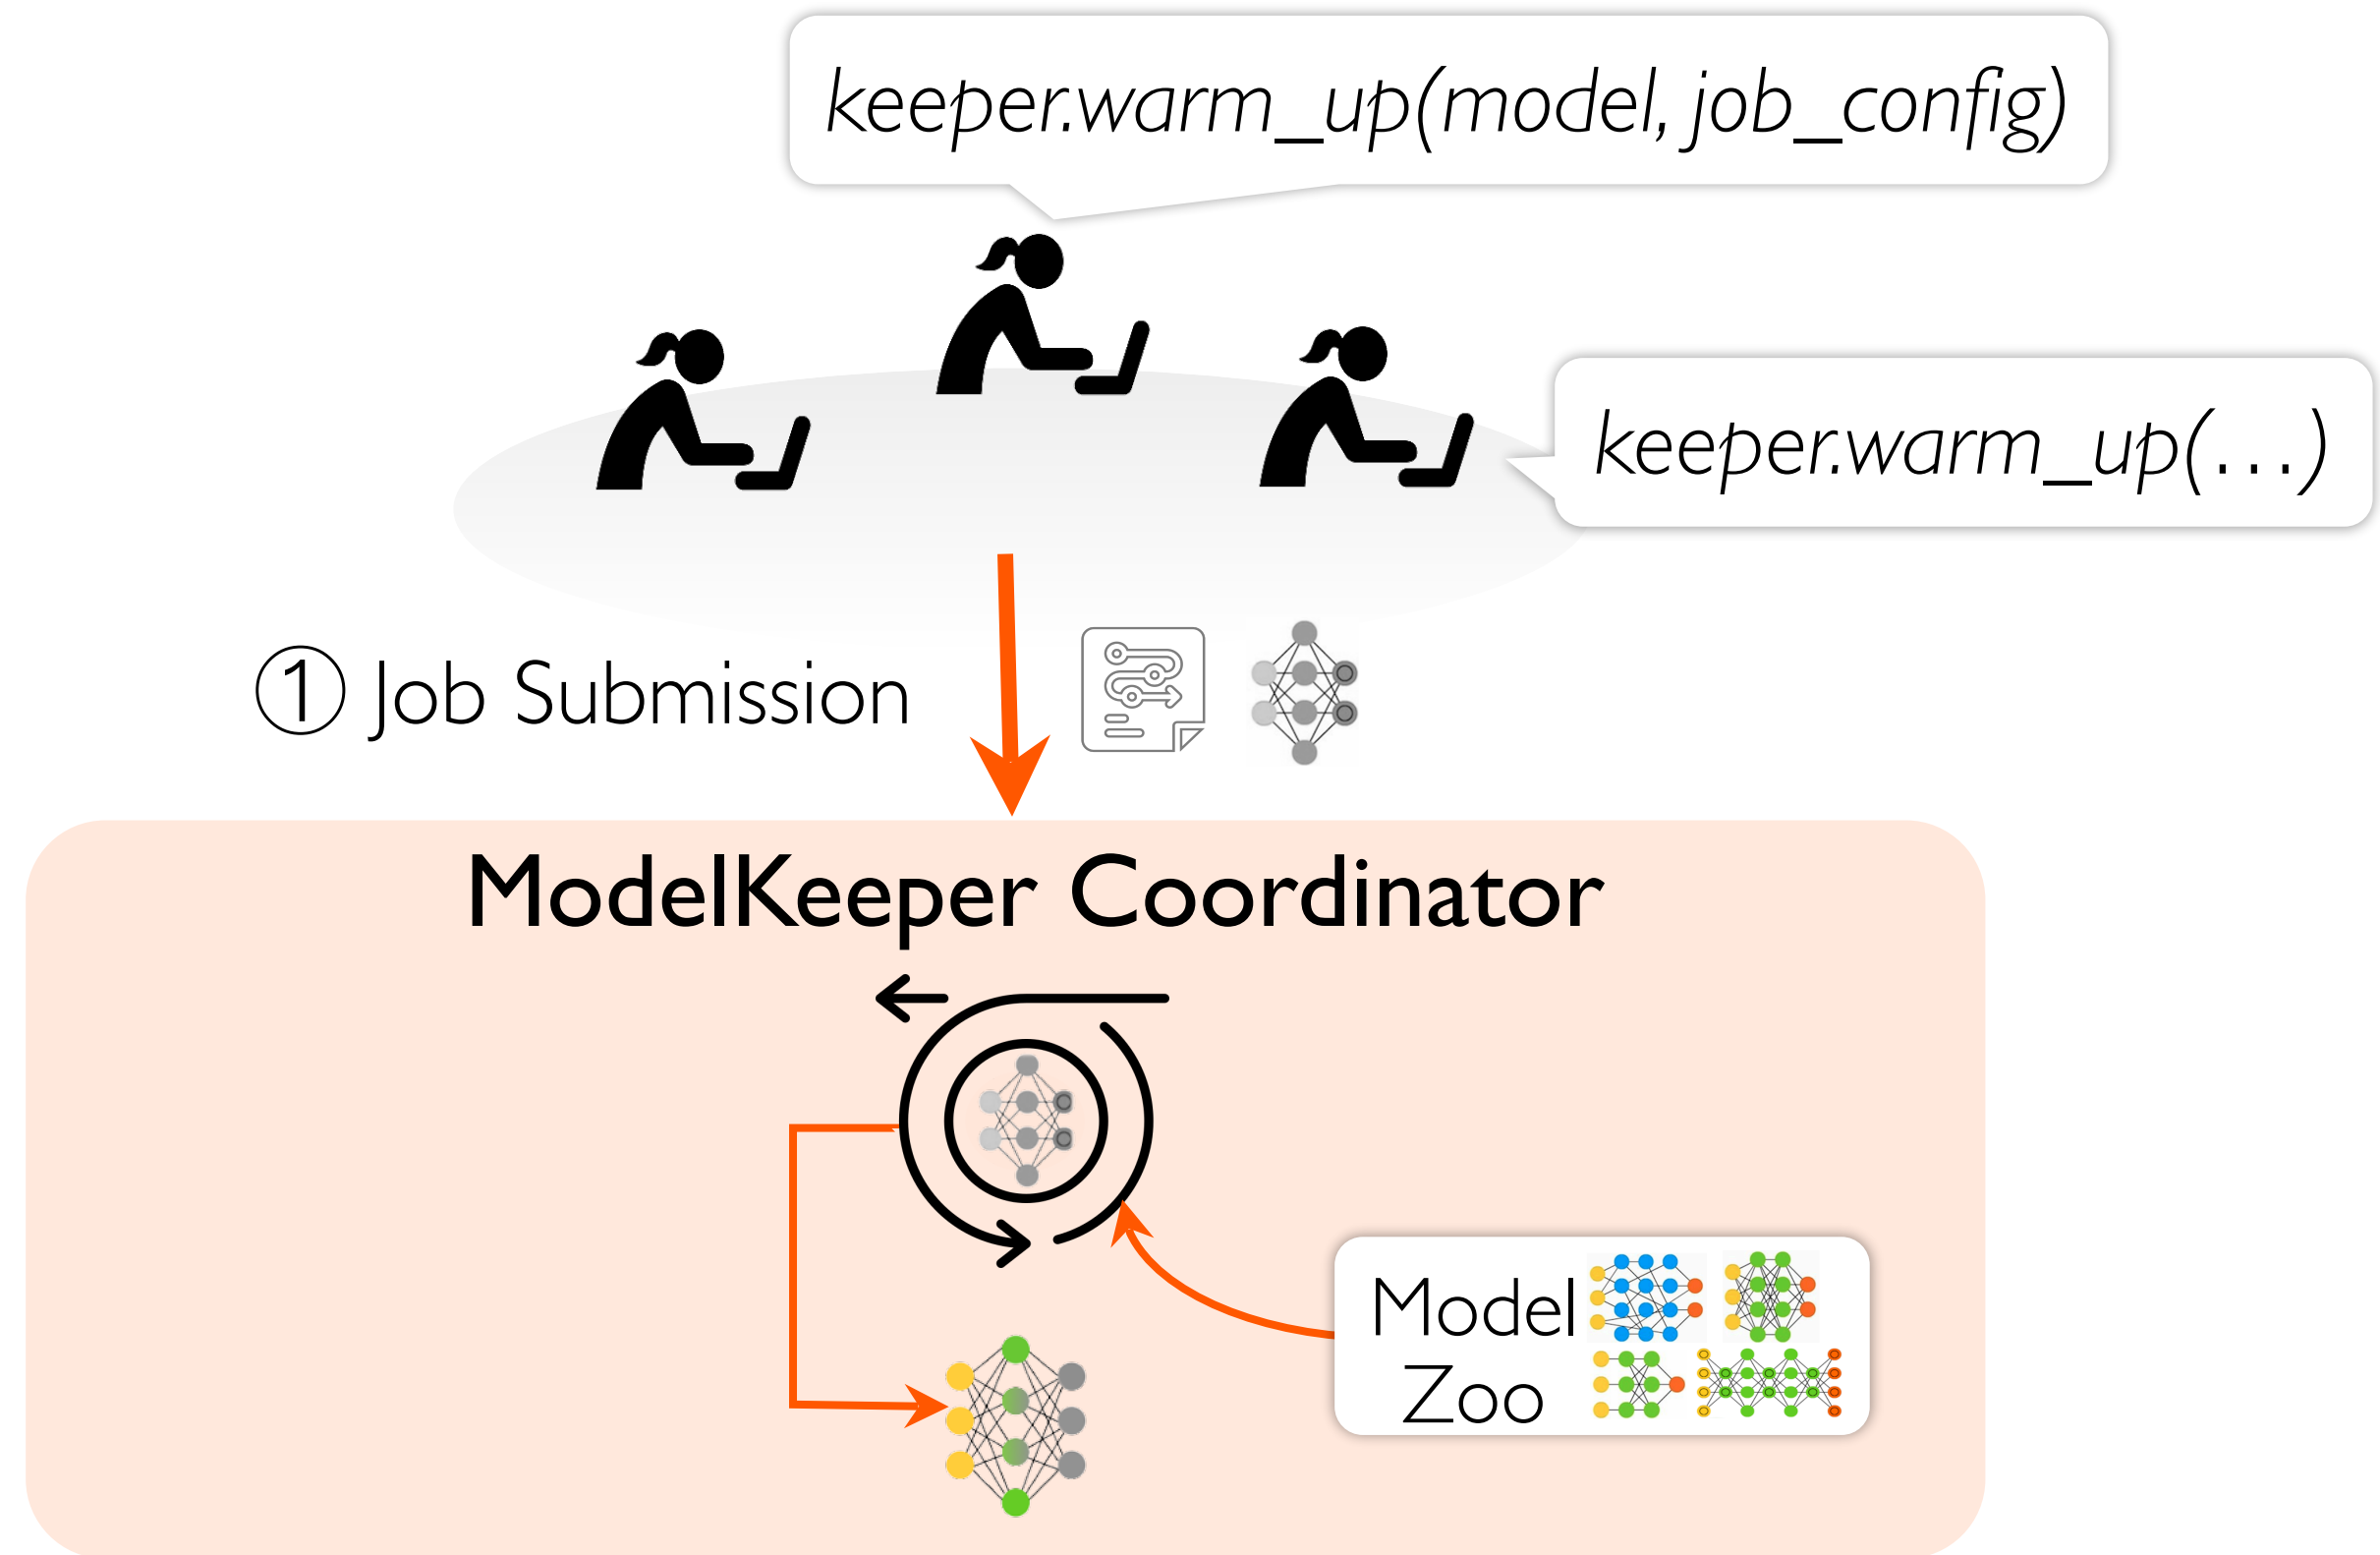 keeper.warm_up(model, job_config)
keeper.warm_up(...)
① Job Submission
ModelKeeper Coordinator
Model
Zoo